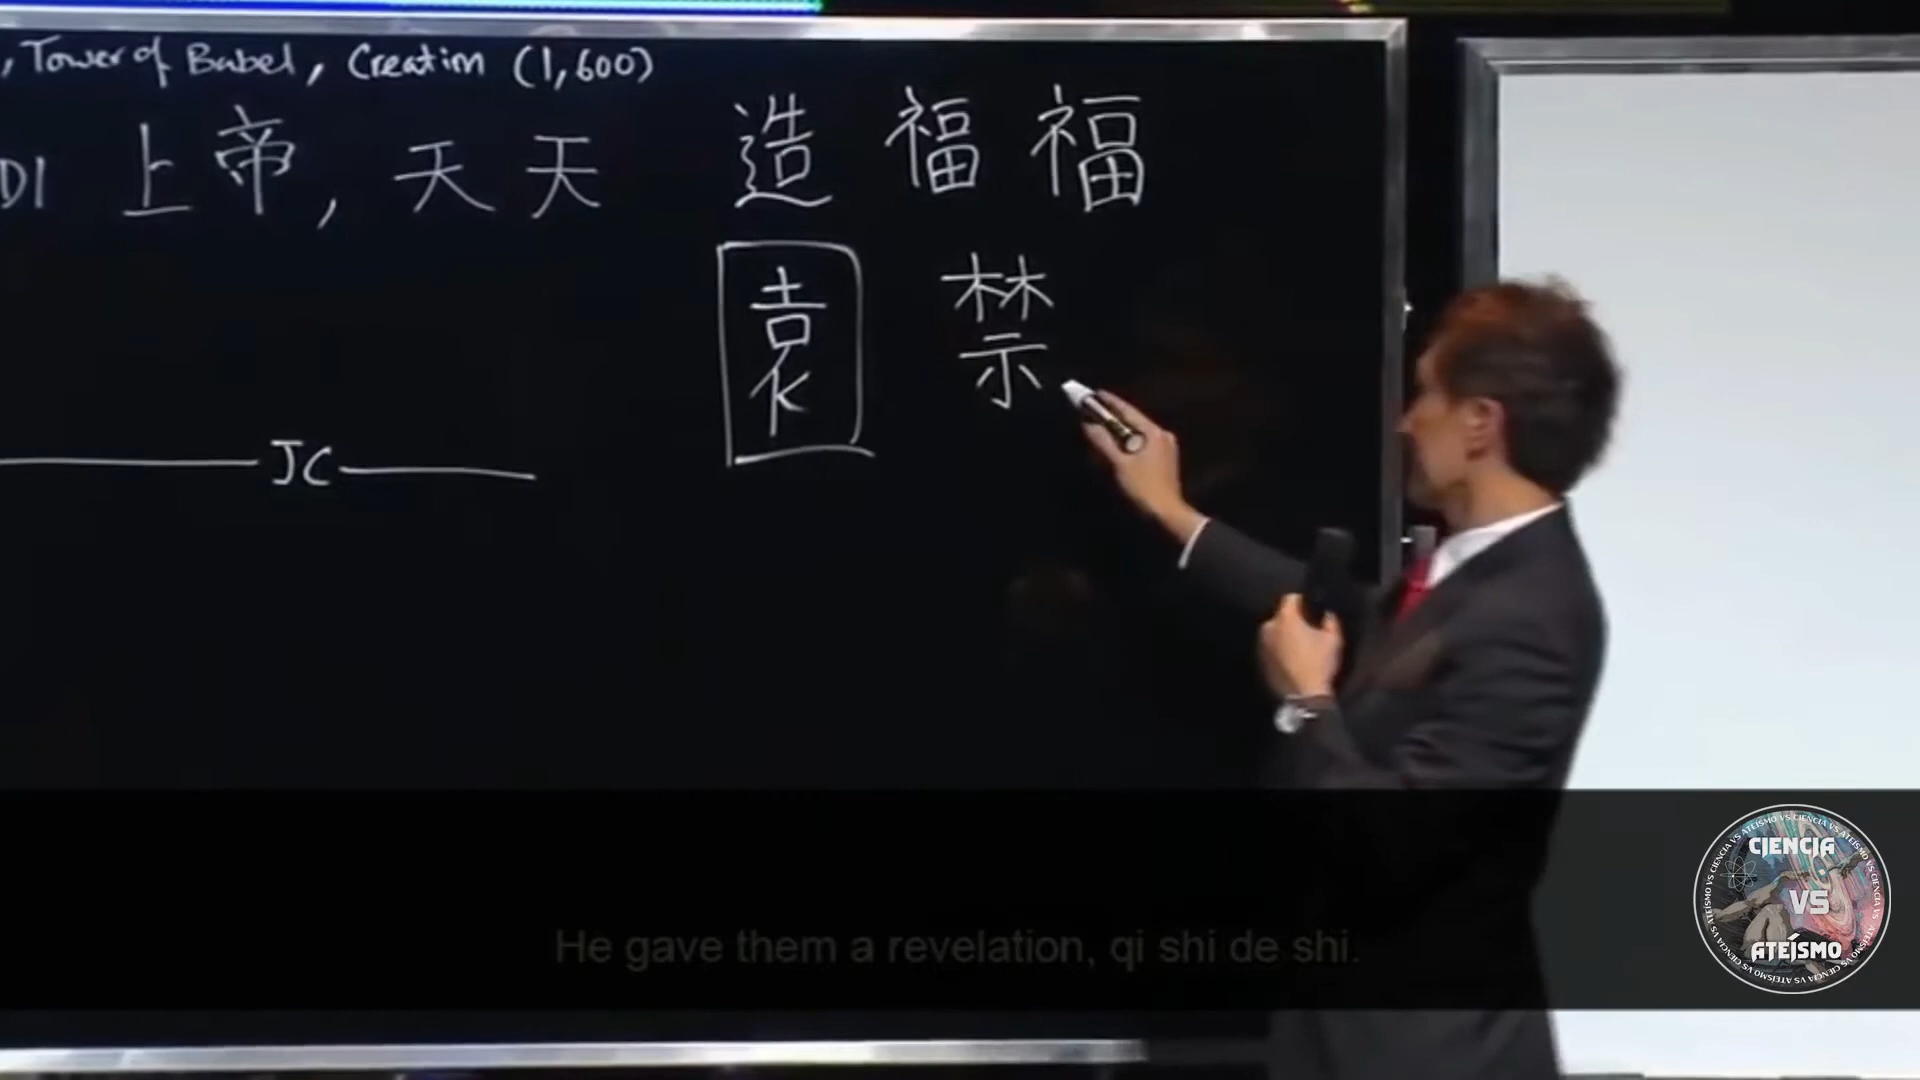 , Tower of Babel, Creation (1,600)
DI 上帝, 天天 造福福
園 禁
JC
He gave them a revelation, qi shi de shi.
CIENCIA
VS
ATEÍSMO